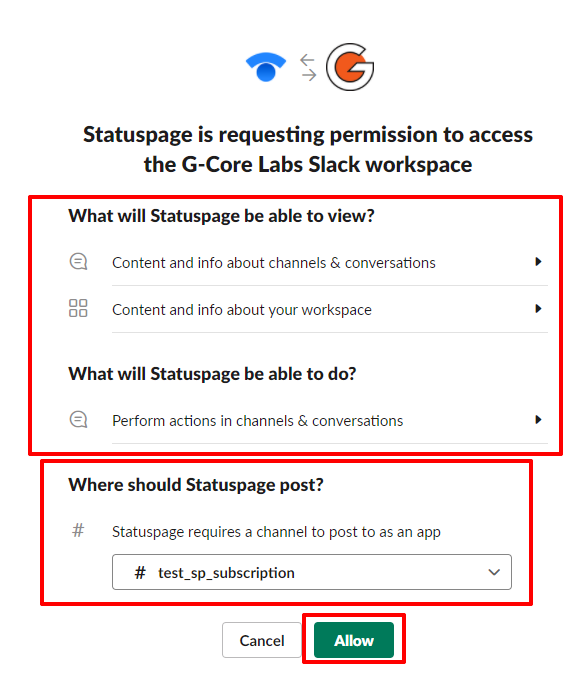 Statuspage is requesting permission to access
the G-Core Labs Slack workspace
What will Statuspage be able to view?
Content and info about channels & conversations
Content and info about your workspace
What will Statuspage be able to do?
Perform actions in channels & conversations
Where should Statuspage post?
# Statuspage requires a channel to post to as an app
# test_sp_subscription
Cancel Allow